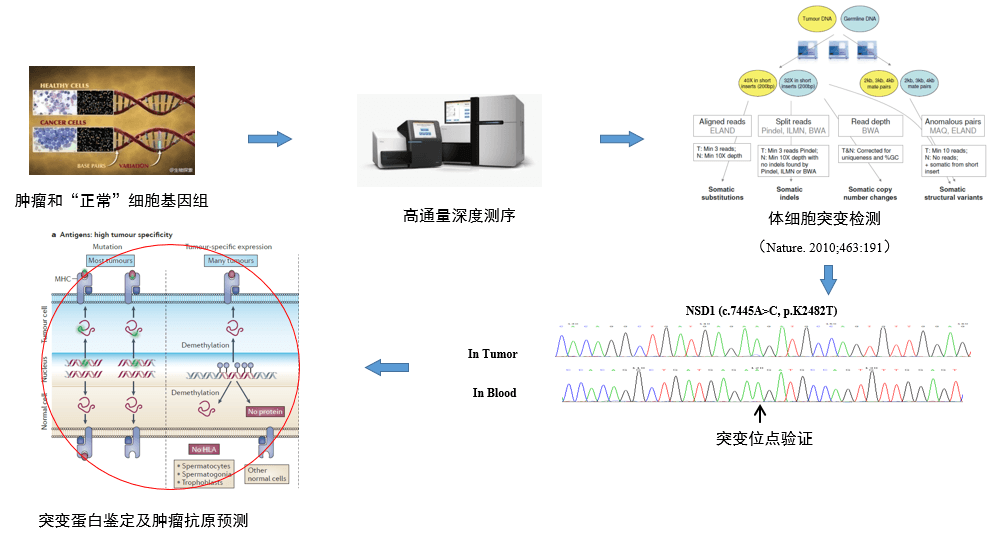 HEALTHY CELLS
CANCER CELLS
BASE PAIRS
VARIATION
@生物探索
肿瘤和“正常”细胞基因组
高通量深度测序
Tumour DNA
Germline DNA
40X in short
inserts (200bp)
32X in short
inserts (200bp)
2kb, 3kb, 4kb
mate pairs
2kb, 3kb, 4kb
mate pairs
Aligned reads
ELAND
Split reads
Pindel, ILMN, BWA
Read depth
BWA
Anomalous pairs
MAQ, ELAND
T: Min 3 reads;
N: Min 10X depth
T: Min 3 reads Pindel;
N: Min 10X depth with
no indels found by
Pindel, ILMN or BWA
T&N: Corrected for
uniqueness and %GC
T: Min 10 reads;
N: No reads;
+ somatic from short
insert
Somatic
substitutions
Somatic
indels
Somatic copy
number changes
Somatic
structural variants
体细胞突变检测
（Nature. 2010;463:191）
NSD1 (c.7445A>C, p.K2482T)
In Tumor
In Blood
突变位点验证
a Antigens: high tumour specificity
Mutation
Tumour-specific expression
Most tumours
Many tumours
MHC
Tumour cell
Demethylation
Nucleus
Demethylation
Normal cell
No protein
No HLA
• Spermatocytes
• Spermatogonia
• Trophoblasts
Other
normal cells
突变蛋白鉴定及肿瘤抗原预测